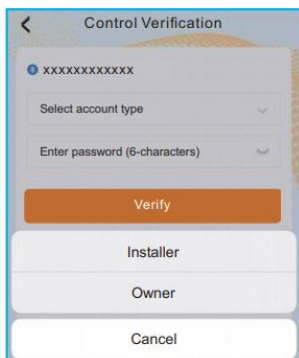 Control Verification
xxxxxxxxxxxx
Select account type
Enter password (6-characters)
Verify
Installer
Owner
Cancel